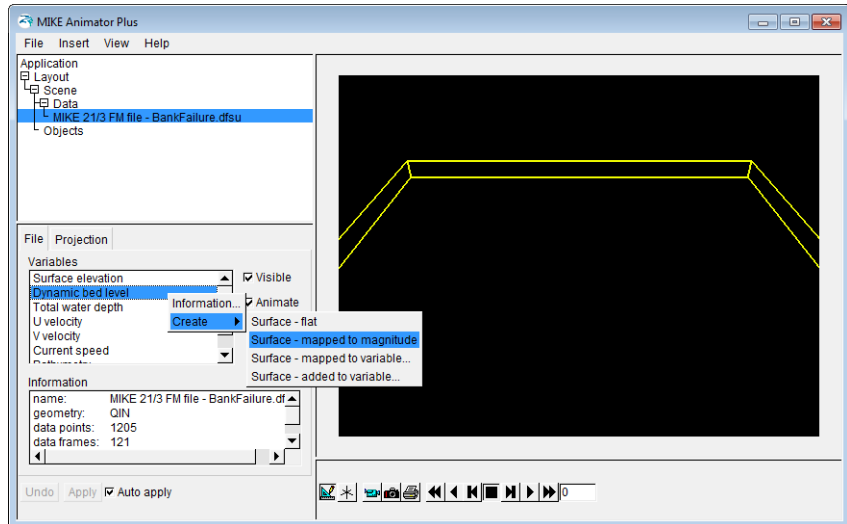 MIKE Animator Plus
File Insert View Help
Application
Layout
Scene
Data
MIKE 21/3 FM file - BankFailure.dfsu
Objects
File Projection
Variables
Surface elevation
Dynamic bed level
Total water depth
U velocity
V velocity
Current speed
Visible
Animate
Information...
Create
Surface - flat
Surface - mapped to magnitude
Surface - mapped to variable...
Surface - added to variable...
Information
name: MIKE 21/3 FM file - BankFailure.df
geometry: QIN
data points: 1205
data frames: 121
Undo Apply Auto apply
0